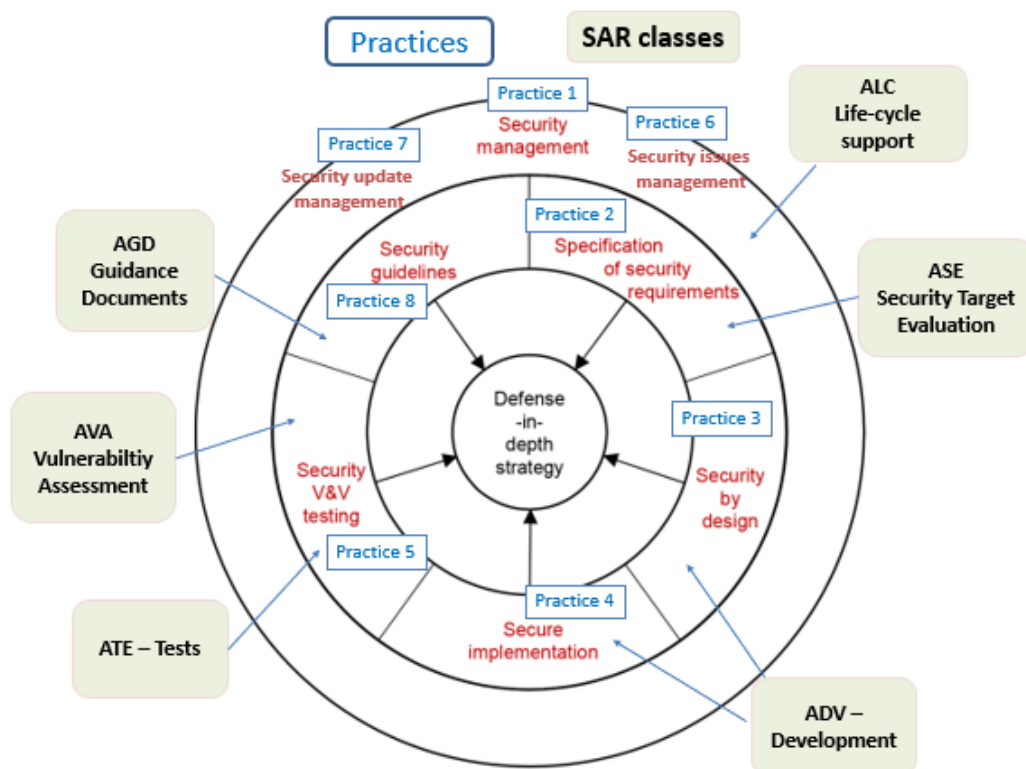 Practices
SAR classes
Practice 1
Security
management
Practice 6
Security issues
management
Practice 7
Security update
management
ALC
Life-cycle
support
Practice 2
Specification
of security
requirements
Security
guidelines
Practice 8
AGD
Guidance
Documents
ASE
Security Target
Evaluation
Defense
-in-
depth
strategy
Practice 3
Security
by
design
AVA
Vulnerabiltiy
Assessment
Security
V&V
testing
Practice 5
Practice 4
Secure
implementation
ATE – Tests
ADV –
Development